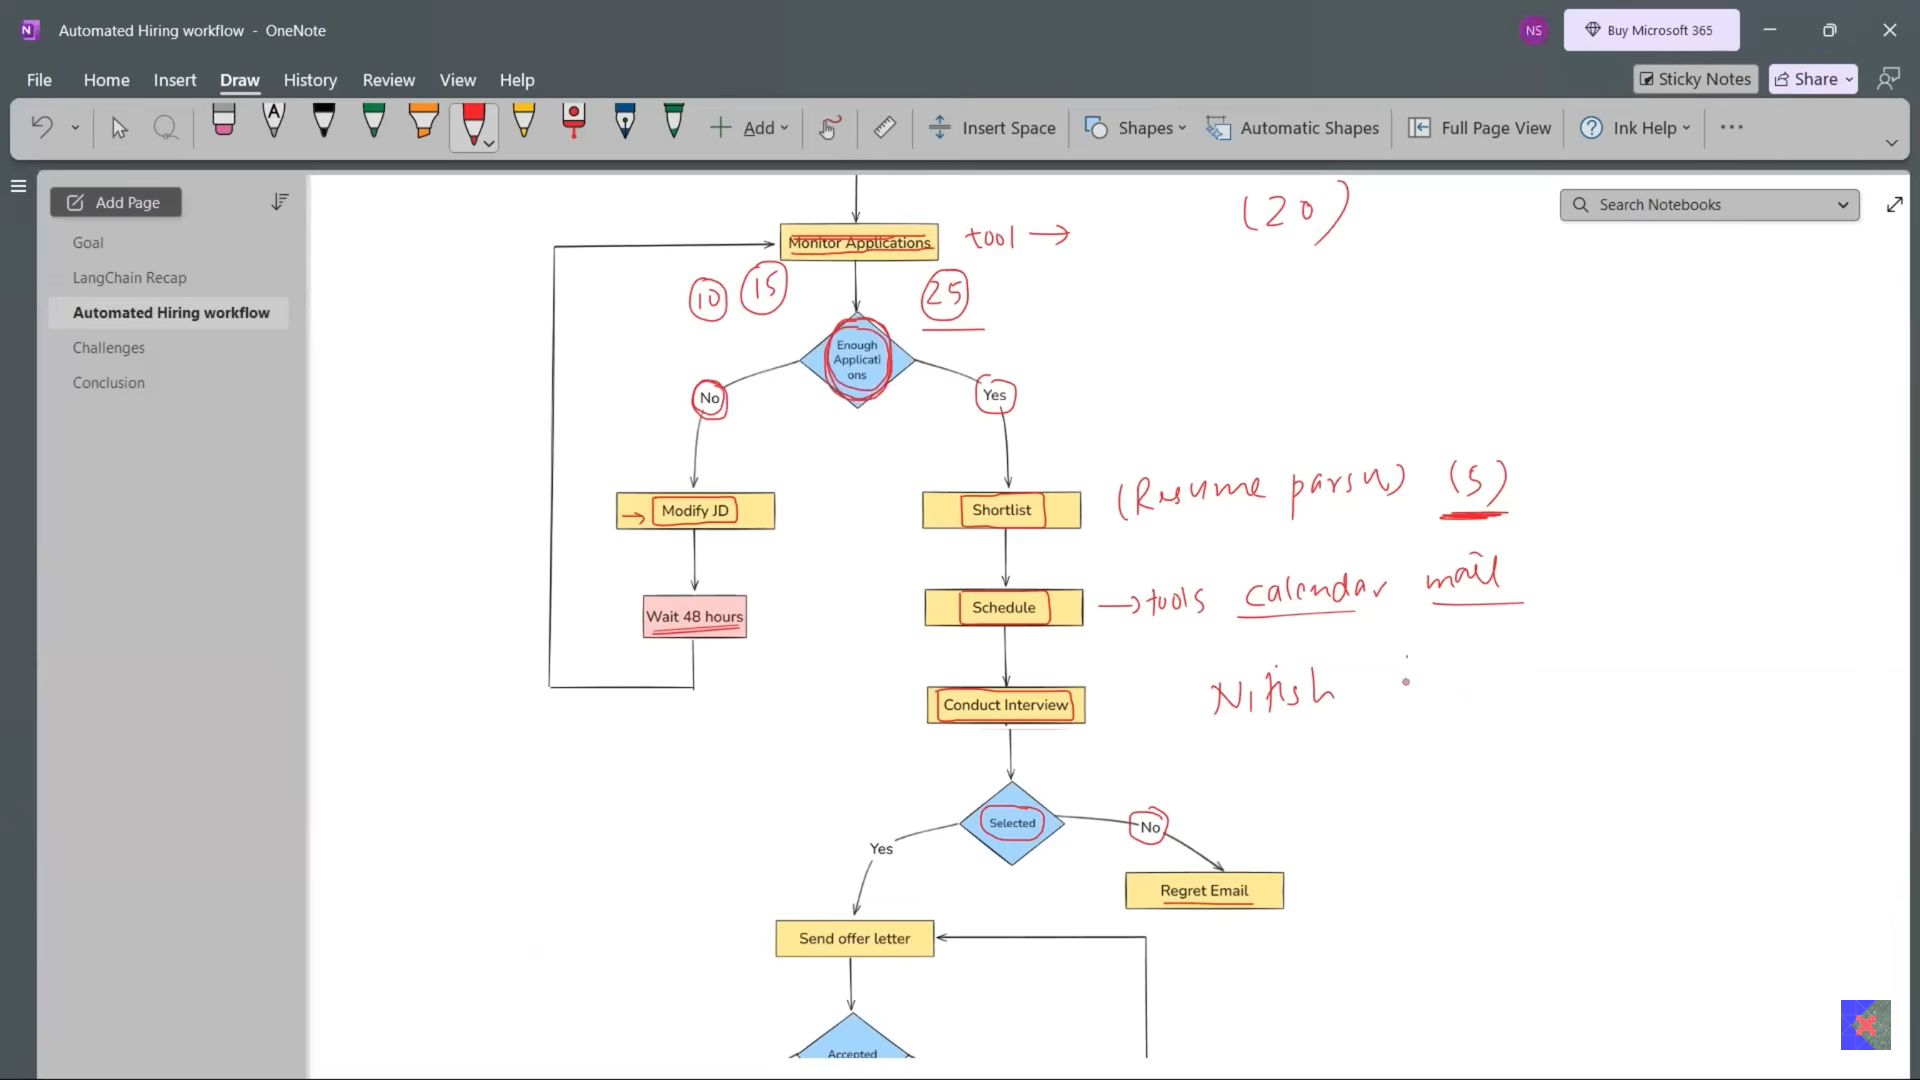 Automated Hiring workflow - OneNote
NS
Buy Microsoft 365
File Home Insert Draw History Review View Help
Sticky Notes Share
Add Insert Space Shapes Automatic Shapes Full Page View Ink Help
Add Page
Search Notebooks
Goal
LangChain Recap
Automated Hiring workflow
Challenges
Conclusion
(20)
Monitor Applications
tool →
10 15 25
Enough
Applicati
ons
No
Yes
Modify JD
Shortlist
(Resume parser) (5)
Wait 48 hours
Schedule
→ tools calendar mail
Conduct Interview
Nitish
Selected
No
Yes
Regret Email
Send offer letter
Accepted